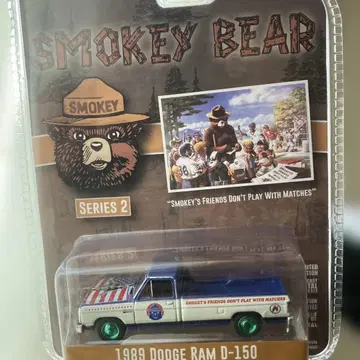 SMOKEY BEAR
SMOKEY
SERIES 2
"SMOKEY'S FRIENDS DON'T PLAY WITH MATCHES"
SMOKEY'S FRIENDS DON'T PLAY WITH MATCHES
1989 DODGE RAM D-150